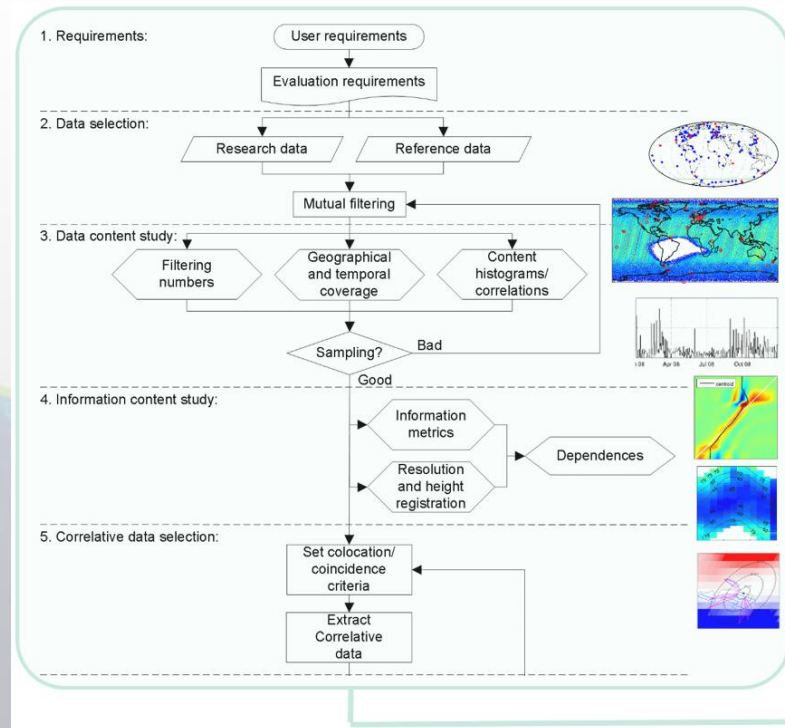 1. Requirements:
User requirements
Evaluation requirements
2. Data selection:
Research data
Reference data
Mutual filtering
3. Data content study:
Filtering
numbers
Geographical
and temporal
coverage
Content
histograms/
correlations
Sampling?
Bad
Good
4. Information content study:
Information
metrics
Resolution
and height
registration
Dependences
5. Correlative data selection:
Set colocation/
coincidence
criteria
Extract
Correlative
data
Apr 08
Jul 08
Oct 08
centroid